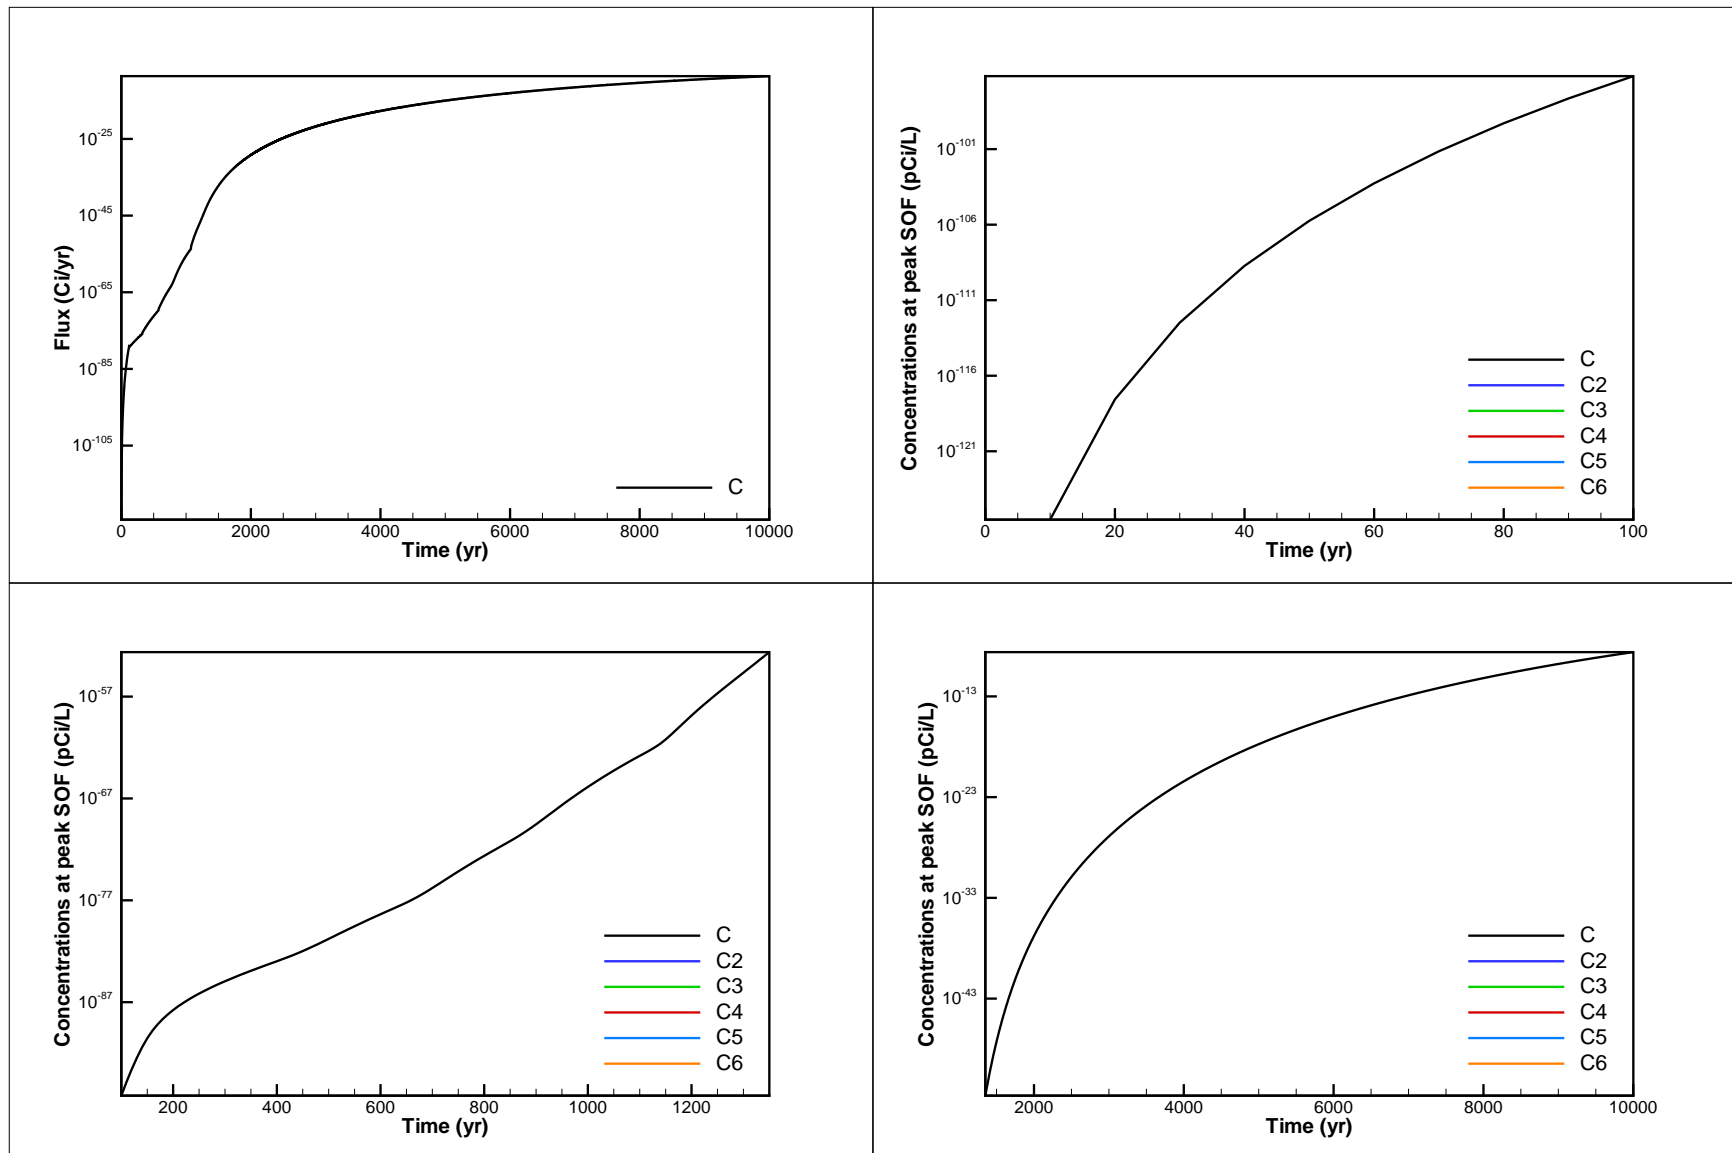 Flux (Ci/yr)
10^-25
10^-45
10^-65
10^-85
10^-105
C
0 2000 4000 6000 8000 10000
Time (yr)
Concentrations at peak SOF (pCi/L)
10^-101
10^-106
10^-111
10^-116
10^-121
C
C2
C3
C4
C5
C6
0 20 40 60 80 100
Time (yr)
Concentrations at peak SOF (pCi/L)
10^-57
10^-67
10^-77
10^-87
C
C2
C3
C4
C5
C6
200 400 600 800 1000 1200
Time (yr)
Concentrations at peak SOF (pCi/L)
10^-13
10^-23
10^-33
10^-43
C
C2
C3
C4
C5
C6
2000 4000 6000 8000 10000
Time (yr)